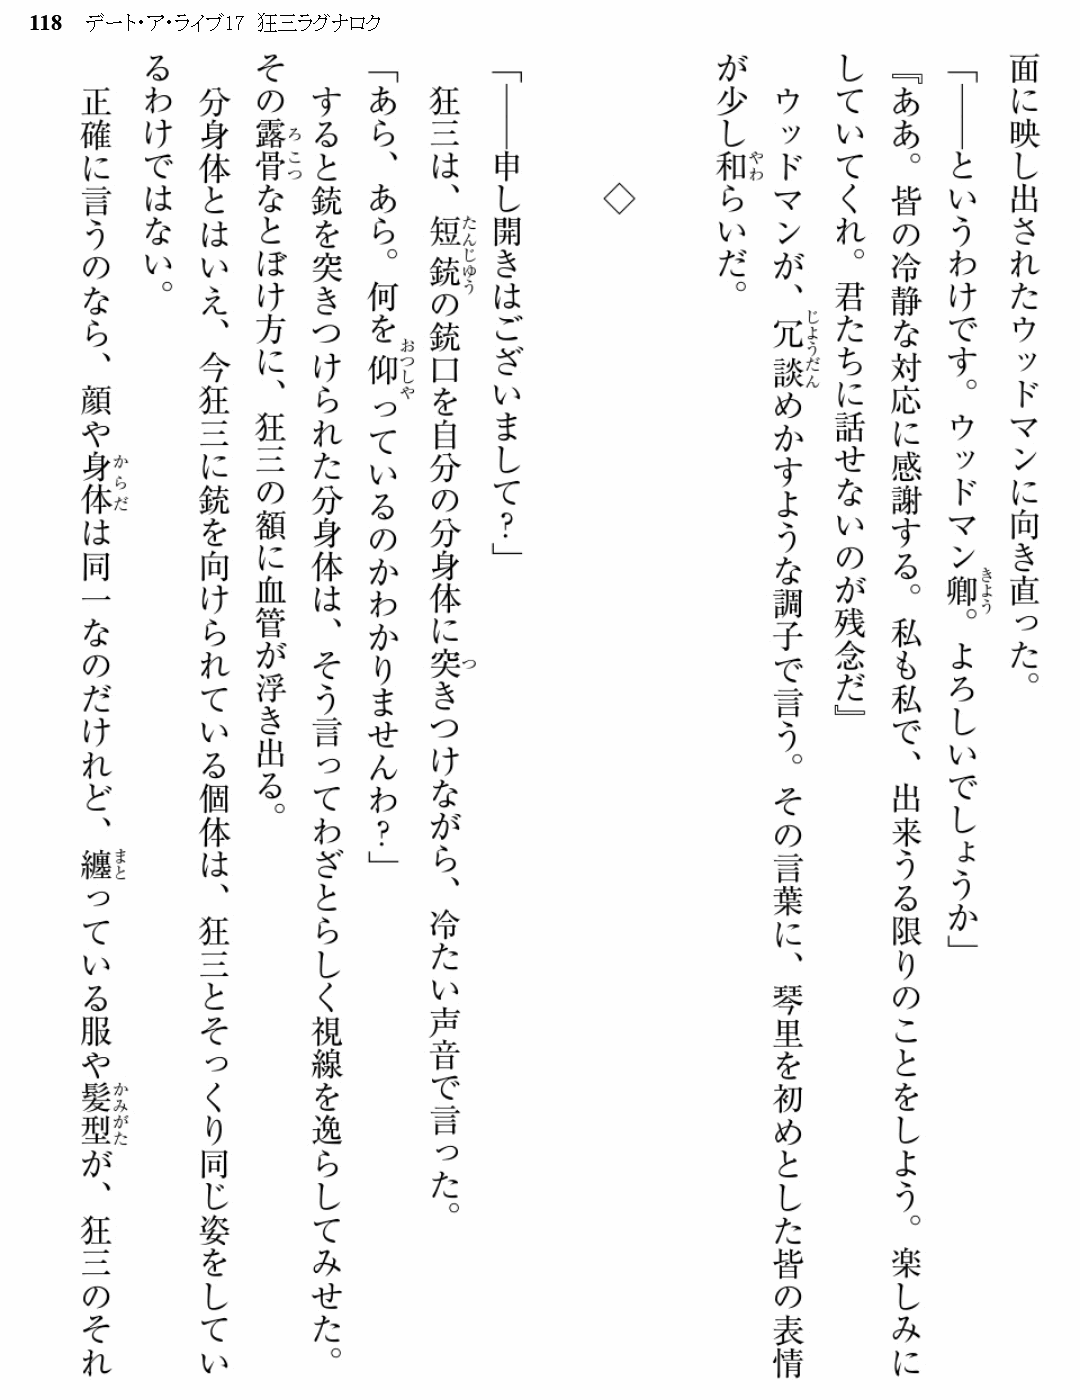 118 デート・ア・ライブ17 狂三ラグナロク
面に映し出されたウッドマンに向き直った。
「――というわけです。ウッドマン卿。よろしいでしょうか」
『ああ。皆の冷静な対応に感謝する。私も私で、出来うる限りのことをしよう。楽しみに
していてくれ。君たちに話せないのが残念だ』
ウッドマンが、冗談めかすような調子で言う。その言葉に、琴里を初めとした皆の表情
が少し和らいだ。
◇
「――申し開きはございまして?」
狂三は、短銃の銃口を自分の分身体に突きつけながら、冷たい声音で言った。
「あら、あら。何を仰っているのかわかりませんわ?」
すると銃を突きつけられた分身体は、そう言ってわざとらしく視線を逸らしてみせた。
その露骨なとぼけ方に、狂三の額に血管が浮き出る。
分身体とはいえ、今狂三に銃を向けられている個体は、狂三とそっくり同じ姿をしてい
るわけではない。
正確に言うのなら、顔や身体は同一なのだけれど、纏っている服や髪型が、狂三のそれ